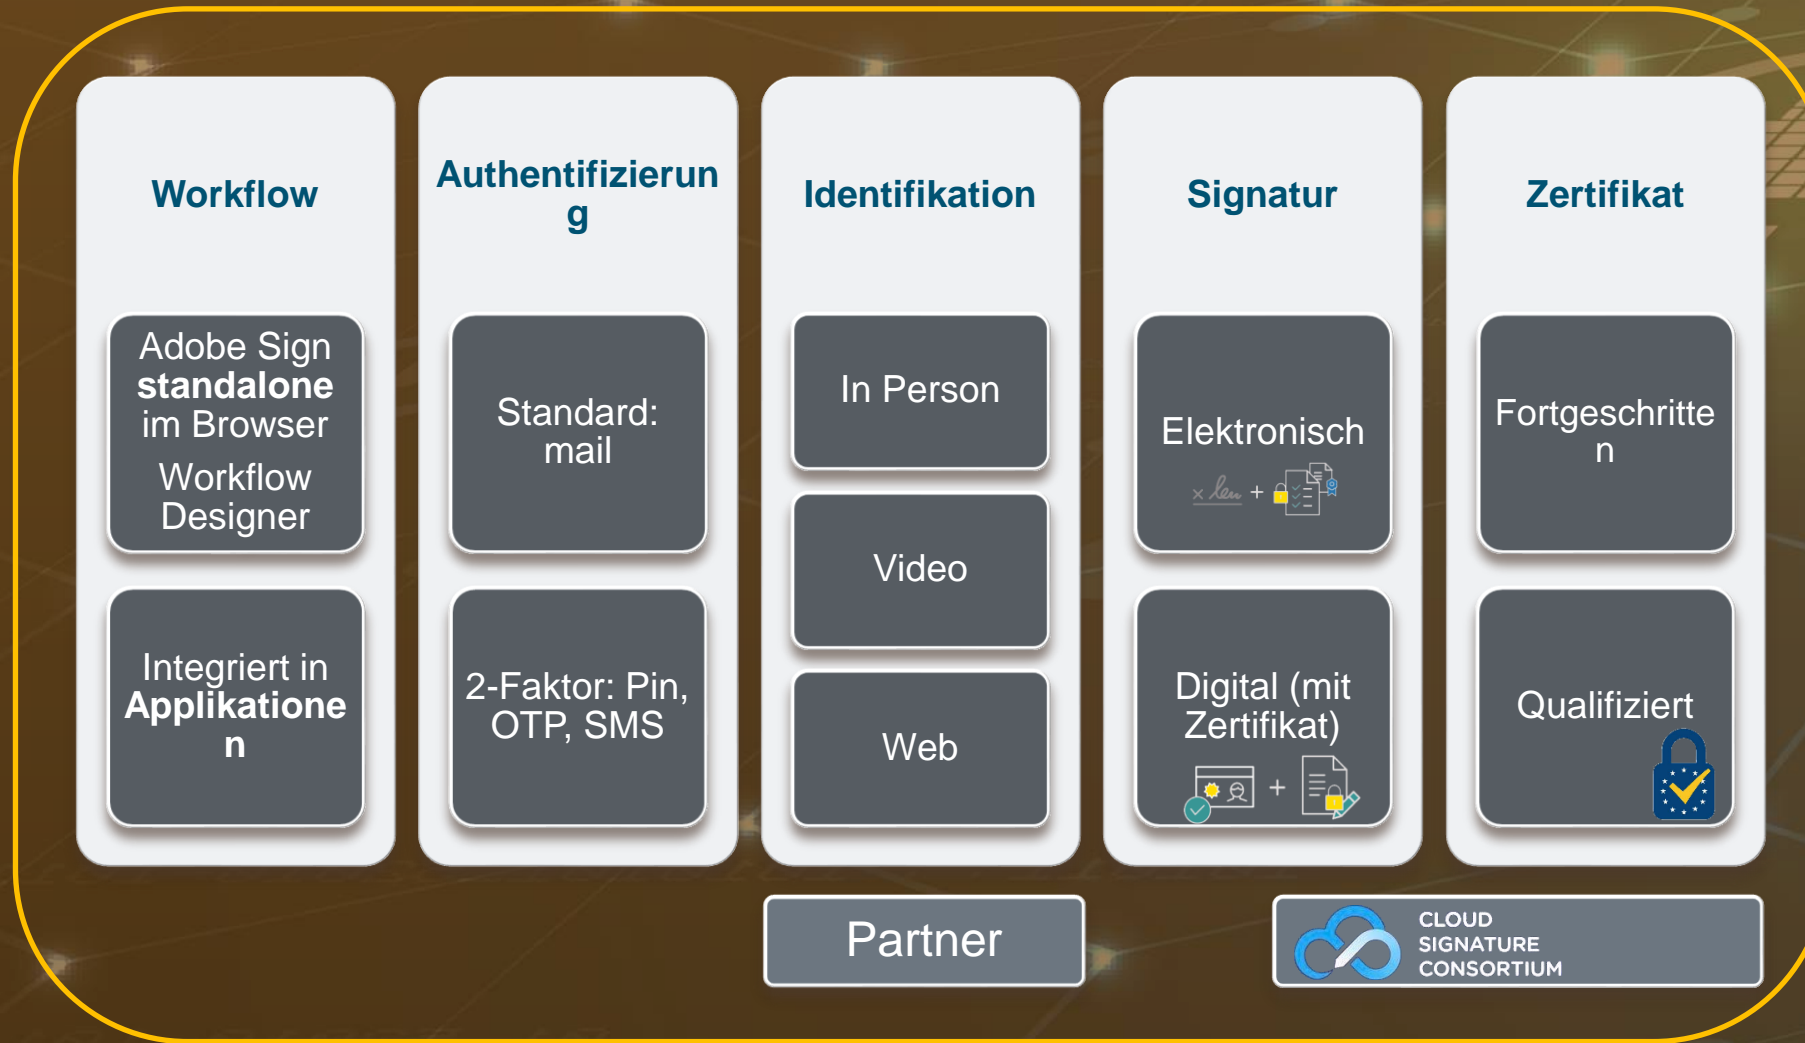 Workflow
Adobe Sign
standalone
im Browser
Workflow
Designer
Integriert in
Applikatione
n
Authentifizierun
g
Standard:
mail
2-Faktor: Pin,
OTP, SMS
Identifikation
In Person
Video
Web
Signatur
Elektronisch
Digital (mit
Zertifikat)
Zertifikat
Fortgeschritte
n
Qualifiziert
Partner
CLOUD
SIGNATURE
CONSORTIUM